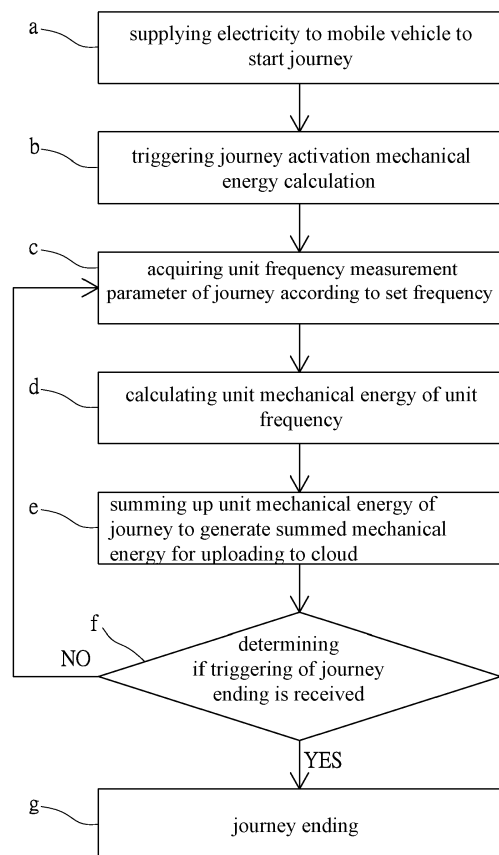 a
supplying electricity to mobile vehicle to
start journey
b
triggering journey activation mechanical
energy calculation
c
acquiring unit frequency measurement
parameter of journey according to set frequency
d
calculating unit mechanical energy of unit
frequency
e
summing up unit mechanical energy of
journey to generate summed mechanical
energy for uploading to cloud
f
determining
if triggering of journey
ending is received
NO
YES
g
journey ending